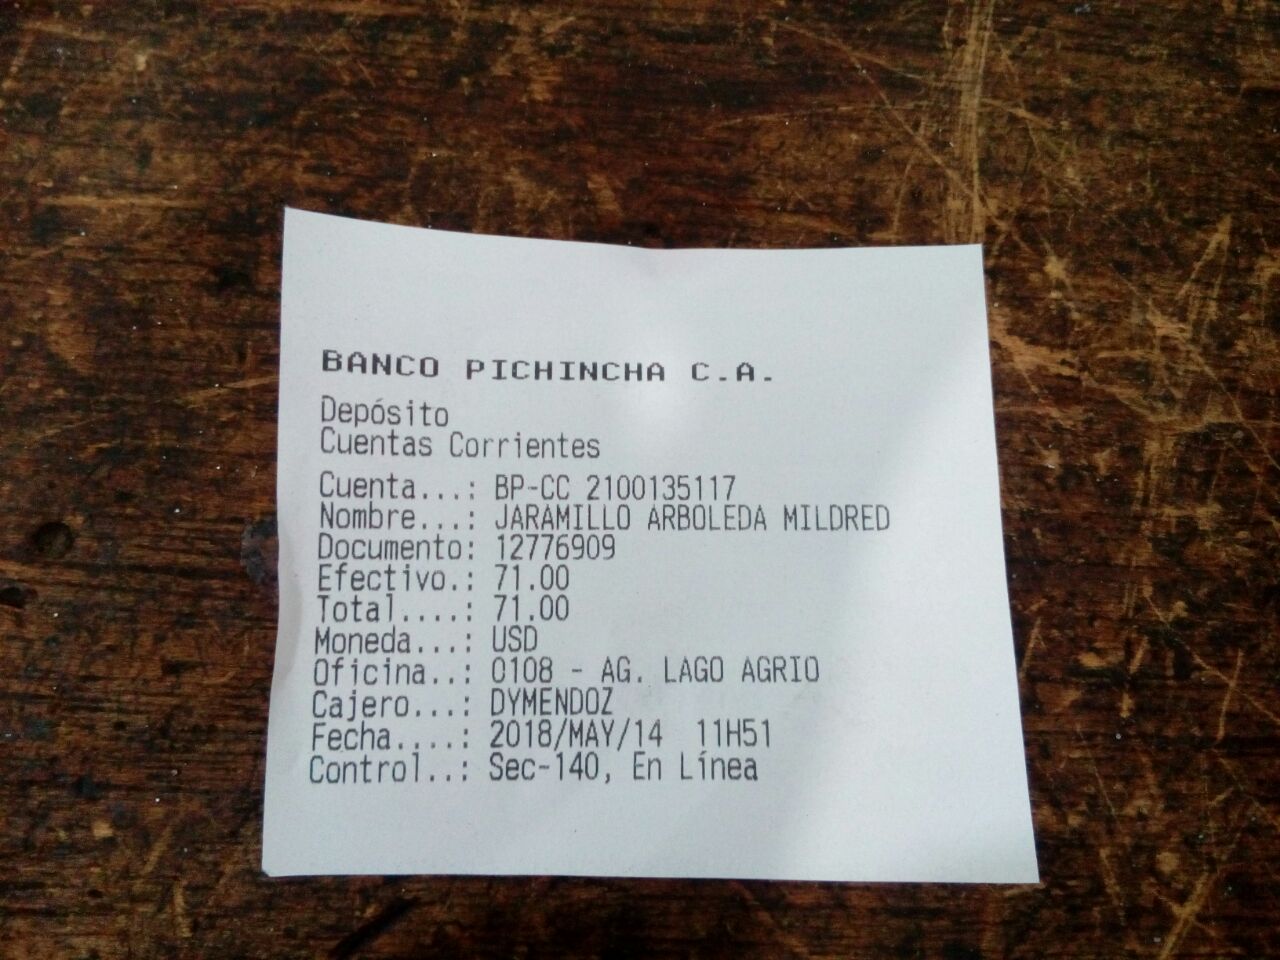 BANCO PICHINCHA C.A.
Depósito
Cuentas Corrientes
Cuenta...: BP-CC 2100135117
Nombre...: JARAMILLO ARBOLEDA MILDRED
Documento: 12776909
Efectivo.: 71.00
Total....: 71.00
Moneda...: USD
Oficina..: 0108 - AG. LAGO AGRIO
Cajero...: DYMENDOZ
Fecha....: 2018/MAY/14 11H51
Control..: Sec-140, En Línea